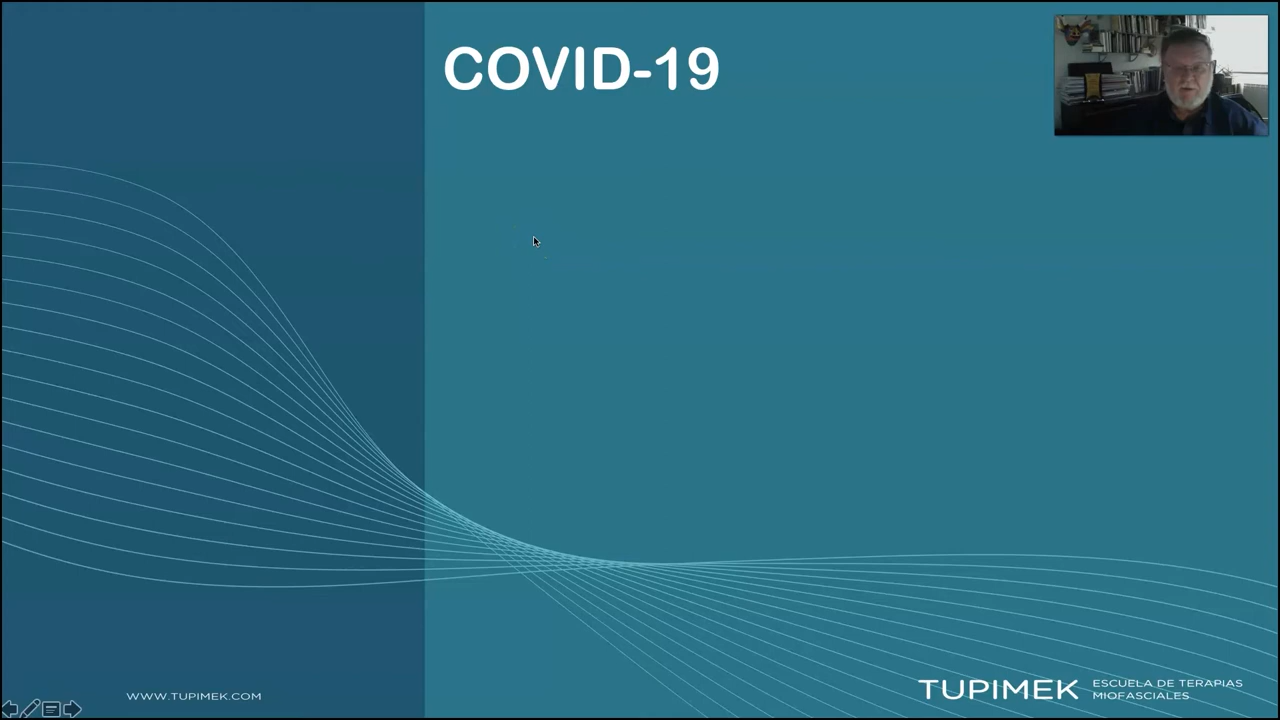 COVID-19
WWW.TUPIMEK.COM
TUPIMEK
ESCUELA DE TERAPIAS
MIOFASCIALES